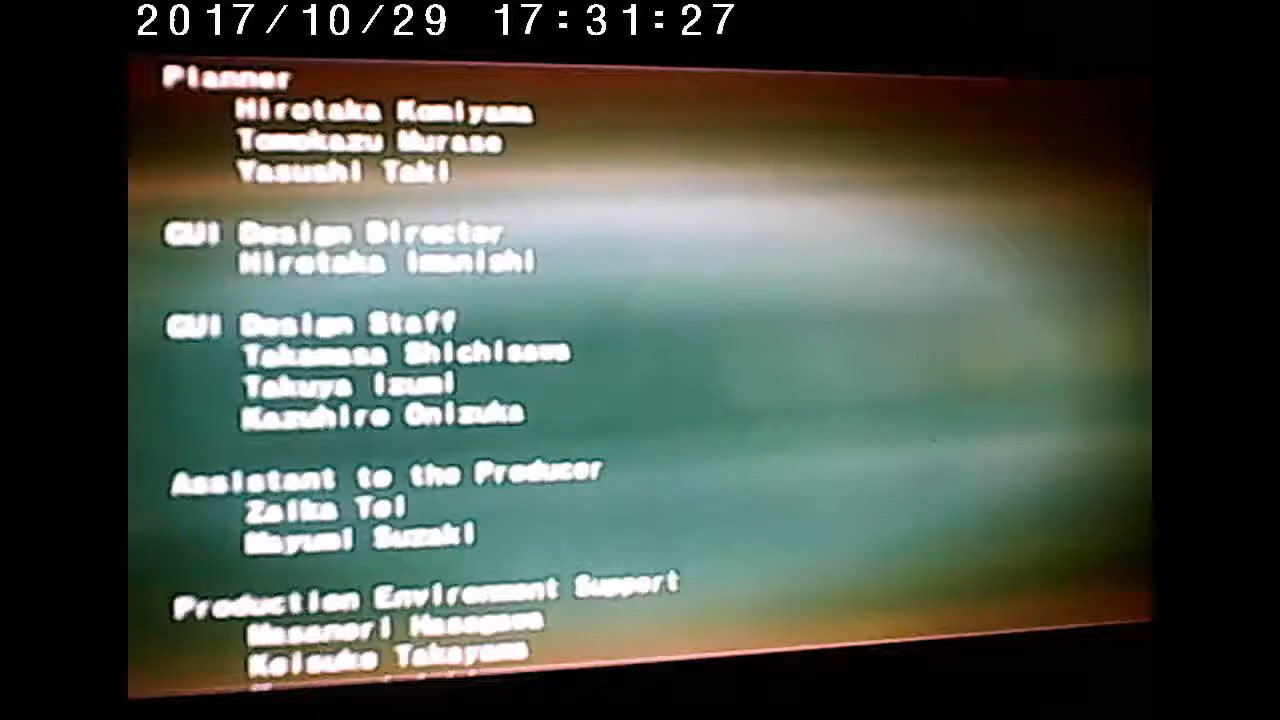 2017/10/29 17:31:27
Planner
Hirotaka Komiyama
Tomokazu Murase
Yasushi Taki
GUI Design Director
Hirotaka Imanishi
GUI Design Staff
Takamasa Shichisawa
Takuya Izumi
Kazuhiro Onizuka
Assistant to the Producer
Zaika Tei
Mayumi Suzaki
Production Environment Support
Masanori Hasegawa
Keisuke Takayama